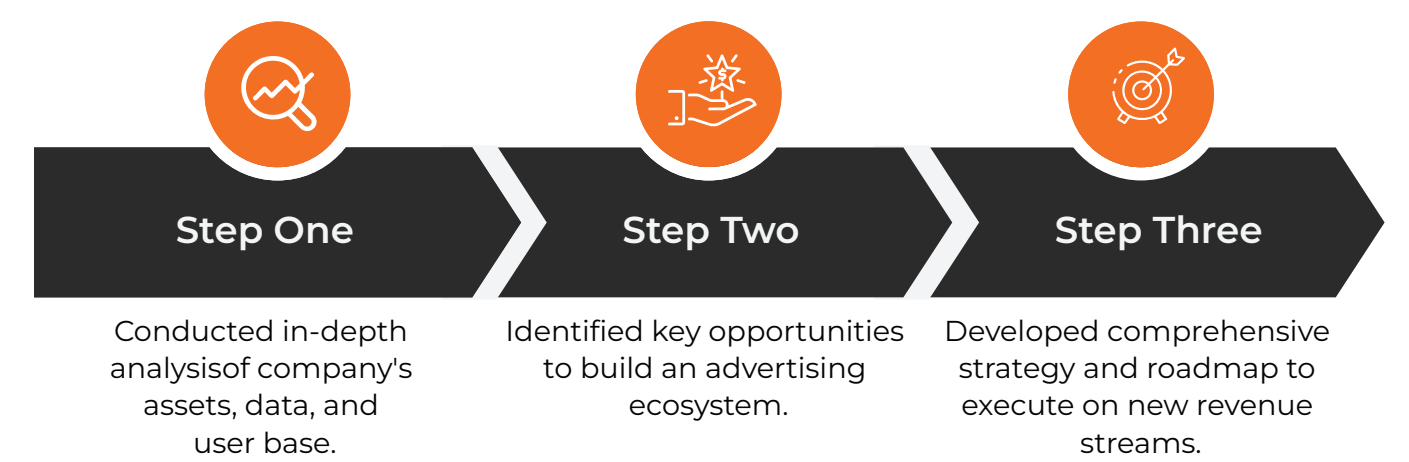 $
Step One
Step Two
Step Three
Conducted in-depth
analysisof company's
assets, data, and
user base.
Identified key opportunities
to build an advertising
ecosystem.
Developed comprehensive
strategy and roadmap to
execute on new revenue
streams.